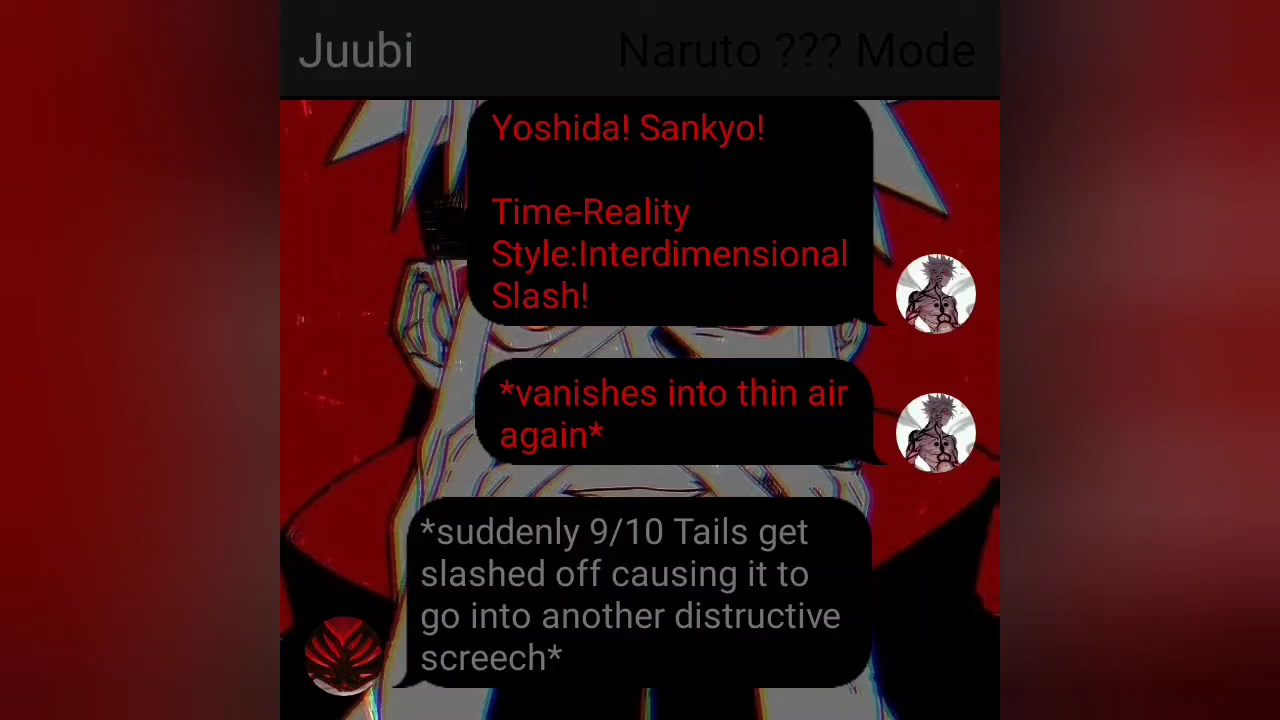 Juubi
Naruto ??? Mode
Yoshida! Sankyo!
Time-Reality
Style:Interdimensional
Slash!
*vanishes into thin air
again*
*suddenly 9/10 Tails get
slashed off causing it to
go into another distructive
screech*